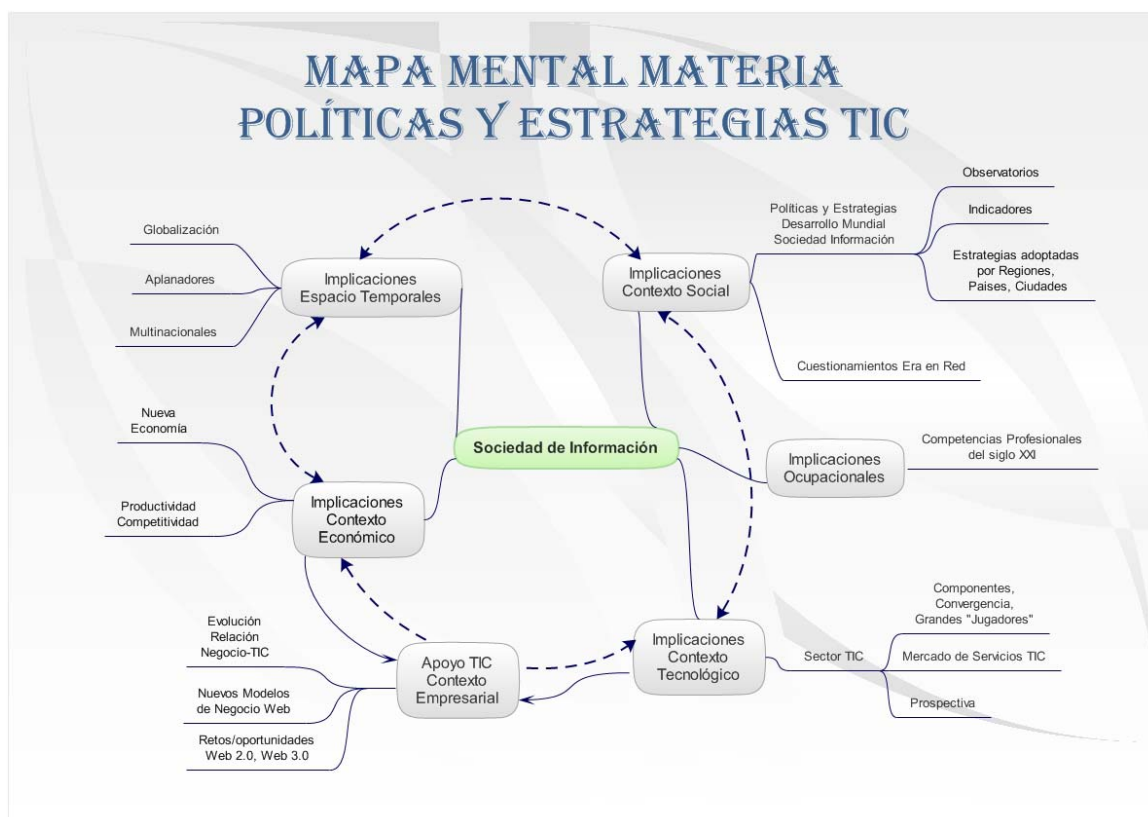 MAPA MENTAL MATERIA
POLÍTICAS Y ESTRATEGIAS TIC
Globalización
Aplanadores
Multinacionales
Implicaciones
Espacio Temporales
Implicaciones
Contexto Social
Políticas y Estrategias
Desarrollo Mundial
Sociedad Información
Observatorios
Indicadores
Estrategias adoptadas
por Regiones,
Paises, Ciudades
Cuestionamientos Era en Red
Nueva
Economía
Productividad
Competitividad
Implicaciones
Contexto
Económico
Sociedad de Información
Implicaciones
Ocupacionales
Competencias Profesionales
del siglo XXI
Evolución
Relación
Negocio-TIC
Nuevos Modelos
de Negocio Web
Retos/oportunidades
Web 2.0, Web 3.0
Apoyo TIC
Contexto
Empresarial
Implicaciones
Contexto
Tecnológico
Sector TIC
Componentes,
Convergencia,
Grandes "Jugadores"
Mercado de Servicios TIC
Prospectiva